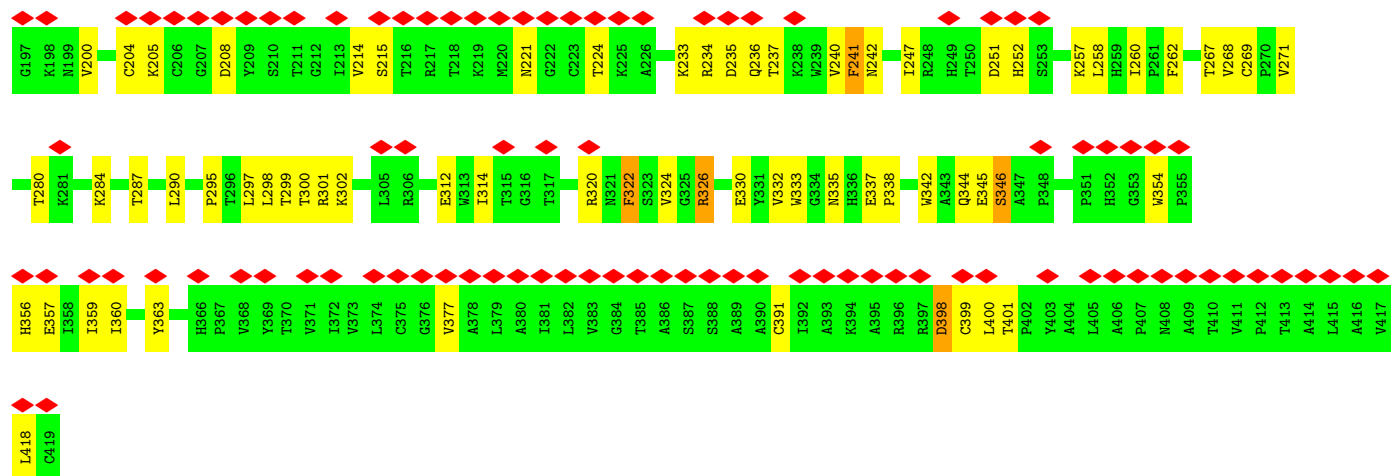 G197 K198 N199 V200 C204 K205 C206 G207 D208 Y209 S210 T211 G212 I213 V214 S215 T216 R217 T218 K219 M220 N221 G222 C223 T224 K225 A226 K233 R234 D235 Q236 T237 K238 W239 V240 F241 N242 I247 R248 H249 T250 D251 H252 S253 K257 L258 H259 I260 P261 F262 T267 V268 C269 P270 V271
T280 K281 K284 T287 L290 P295 T296 L297 L298 T299 T300 R301 K302 L305 R306 E312 W313 I314 T315 G316 T317 R320 N321 F322 S323 V324 G325 R326 E330 Y331 V332 W333 G334 N335 H336 E337 P338 W342 A343 Q344 E345 S346 A347 P348 P351 H352 G353 W354 P355
H356 E357 I358 I359 I360 Y363 H366 P367 V368 Y369 T370 V371 I372 V373 L374 C375 G376 V377 A378 L379 A380 I381 L382 V383 G384 T385 A386 S387 S388 A389 A390 C391 I392 A393 K394 A395 R396 R397 D398 C399 L400 T401 P402 Y403 A404 L405 A406 P407 N408 A409 T410 V411 P412 T413 A414 L415 A416 V417
L418 C419